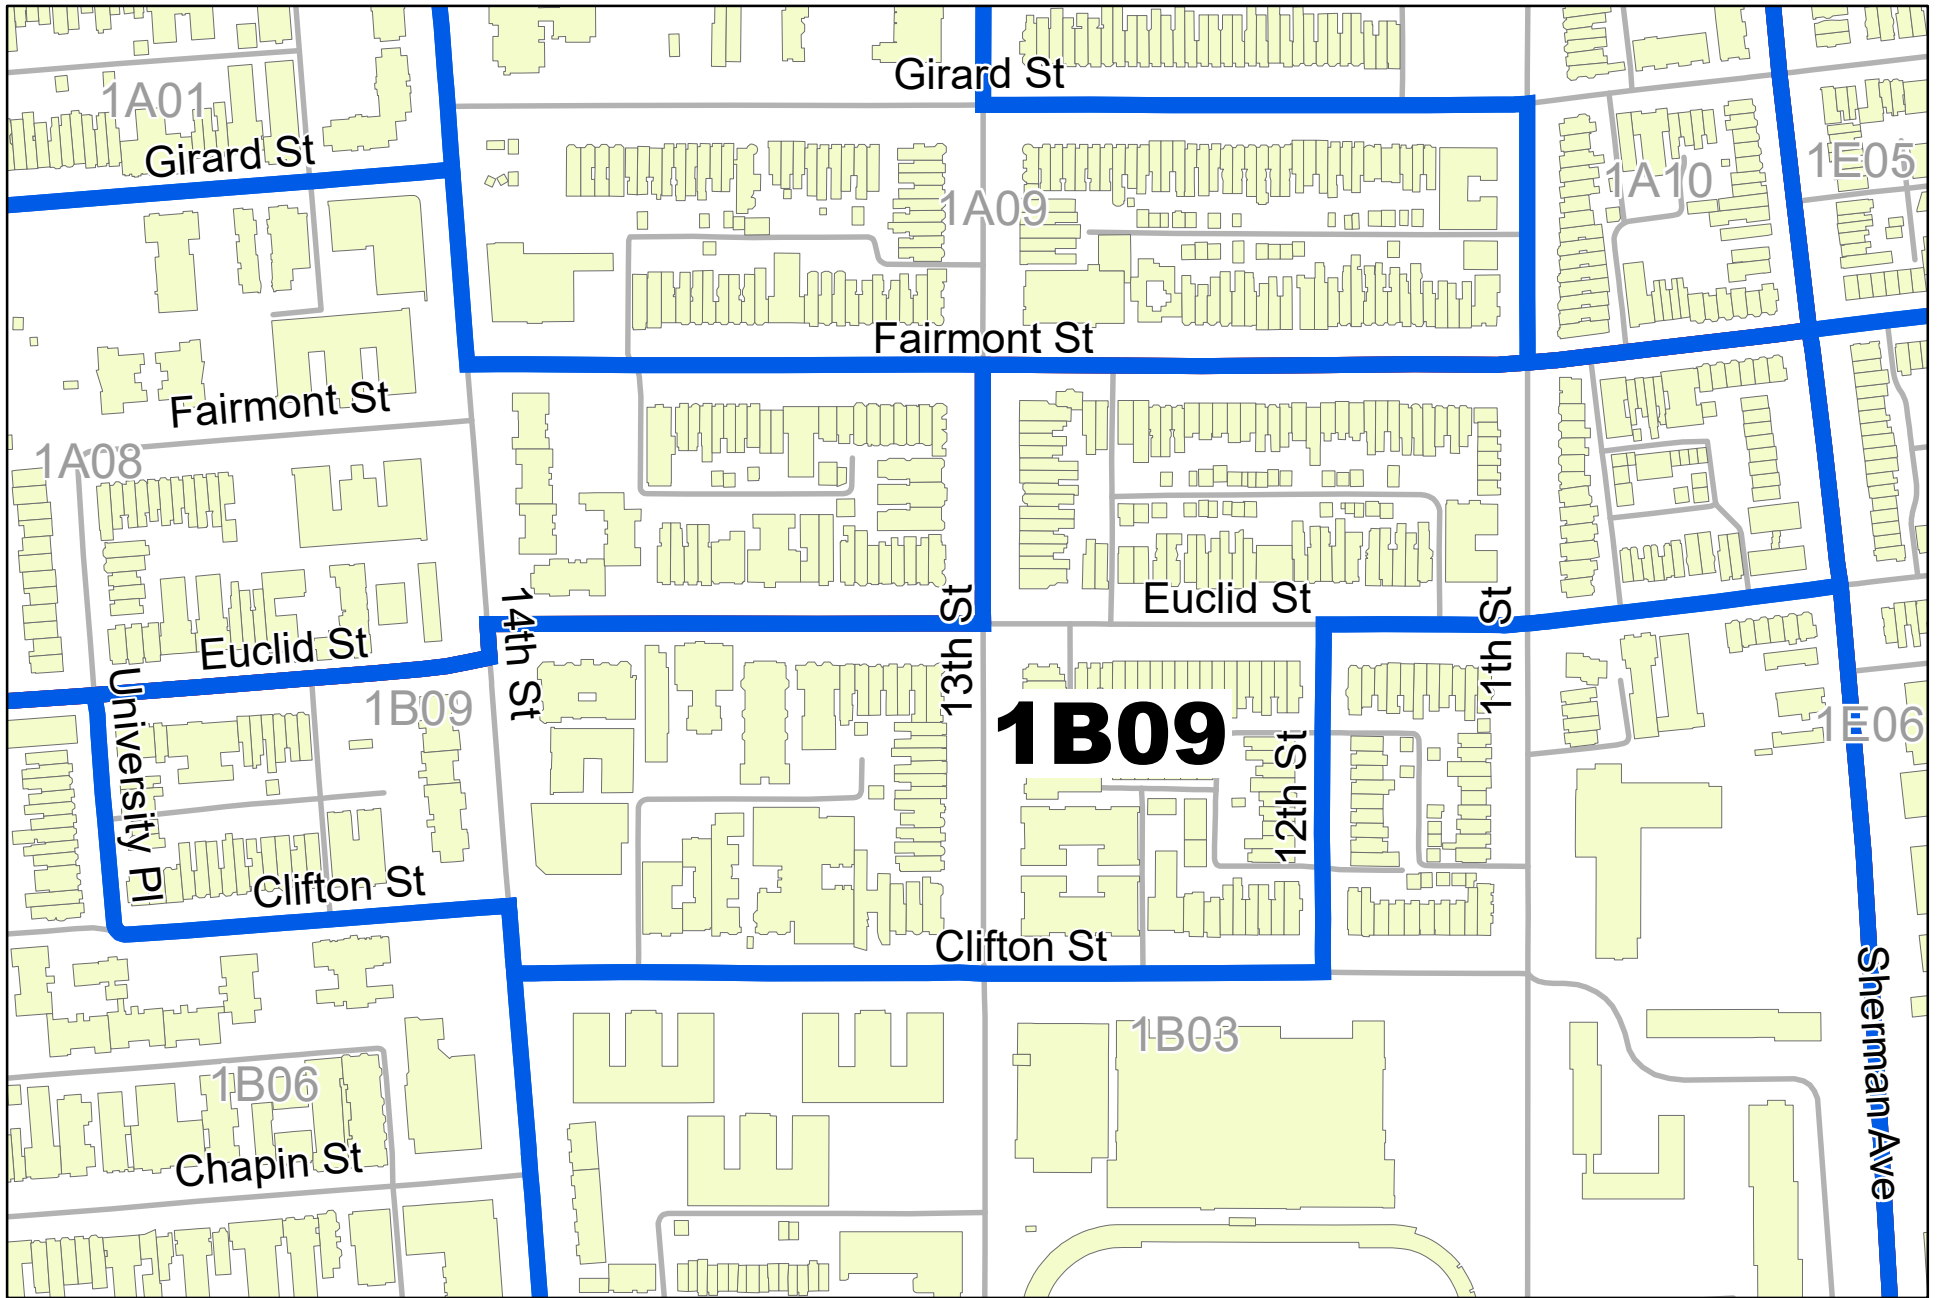 Girard St
1A01
Girard St
1A09
1A10
1E05
Fairmont St
Fairmont St
1A08
Euclid St
14th St
13th St
11th St
Euclid St
University Pl
1B09
1B09
12th St
1E06
Clifton St
Clifton St
Sherman Ave
1B03
1B06
Chapin St